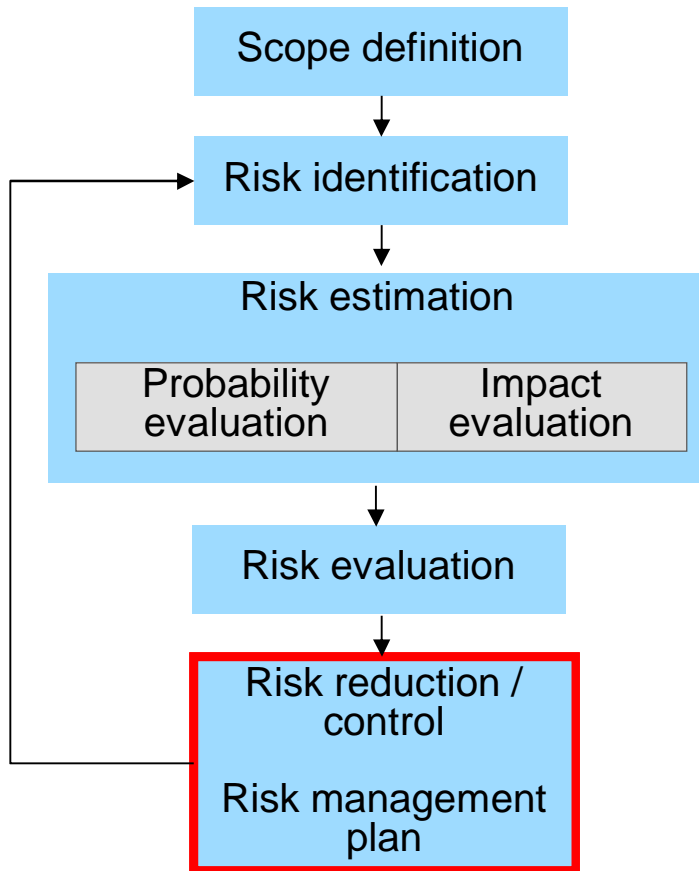 Scope definition
Risk identification
Risk estimation
Probability
evaluation
Impact
evaluation
Risk evaluation
Risk reduction /
control
Risk management
plan